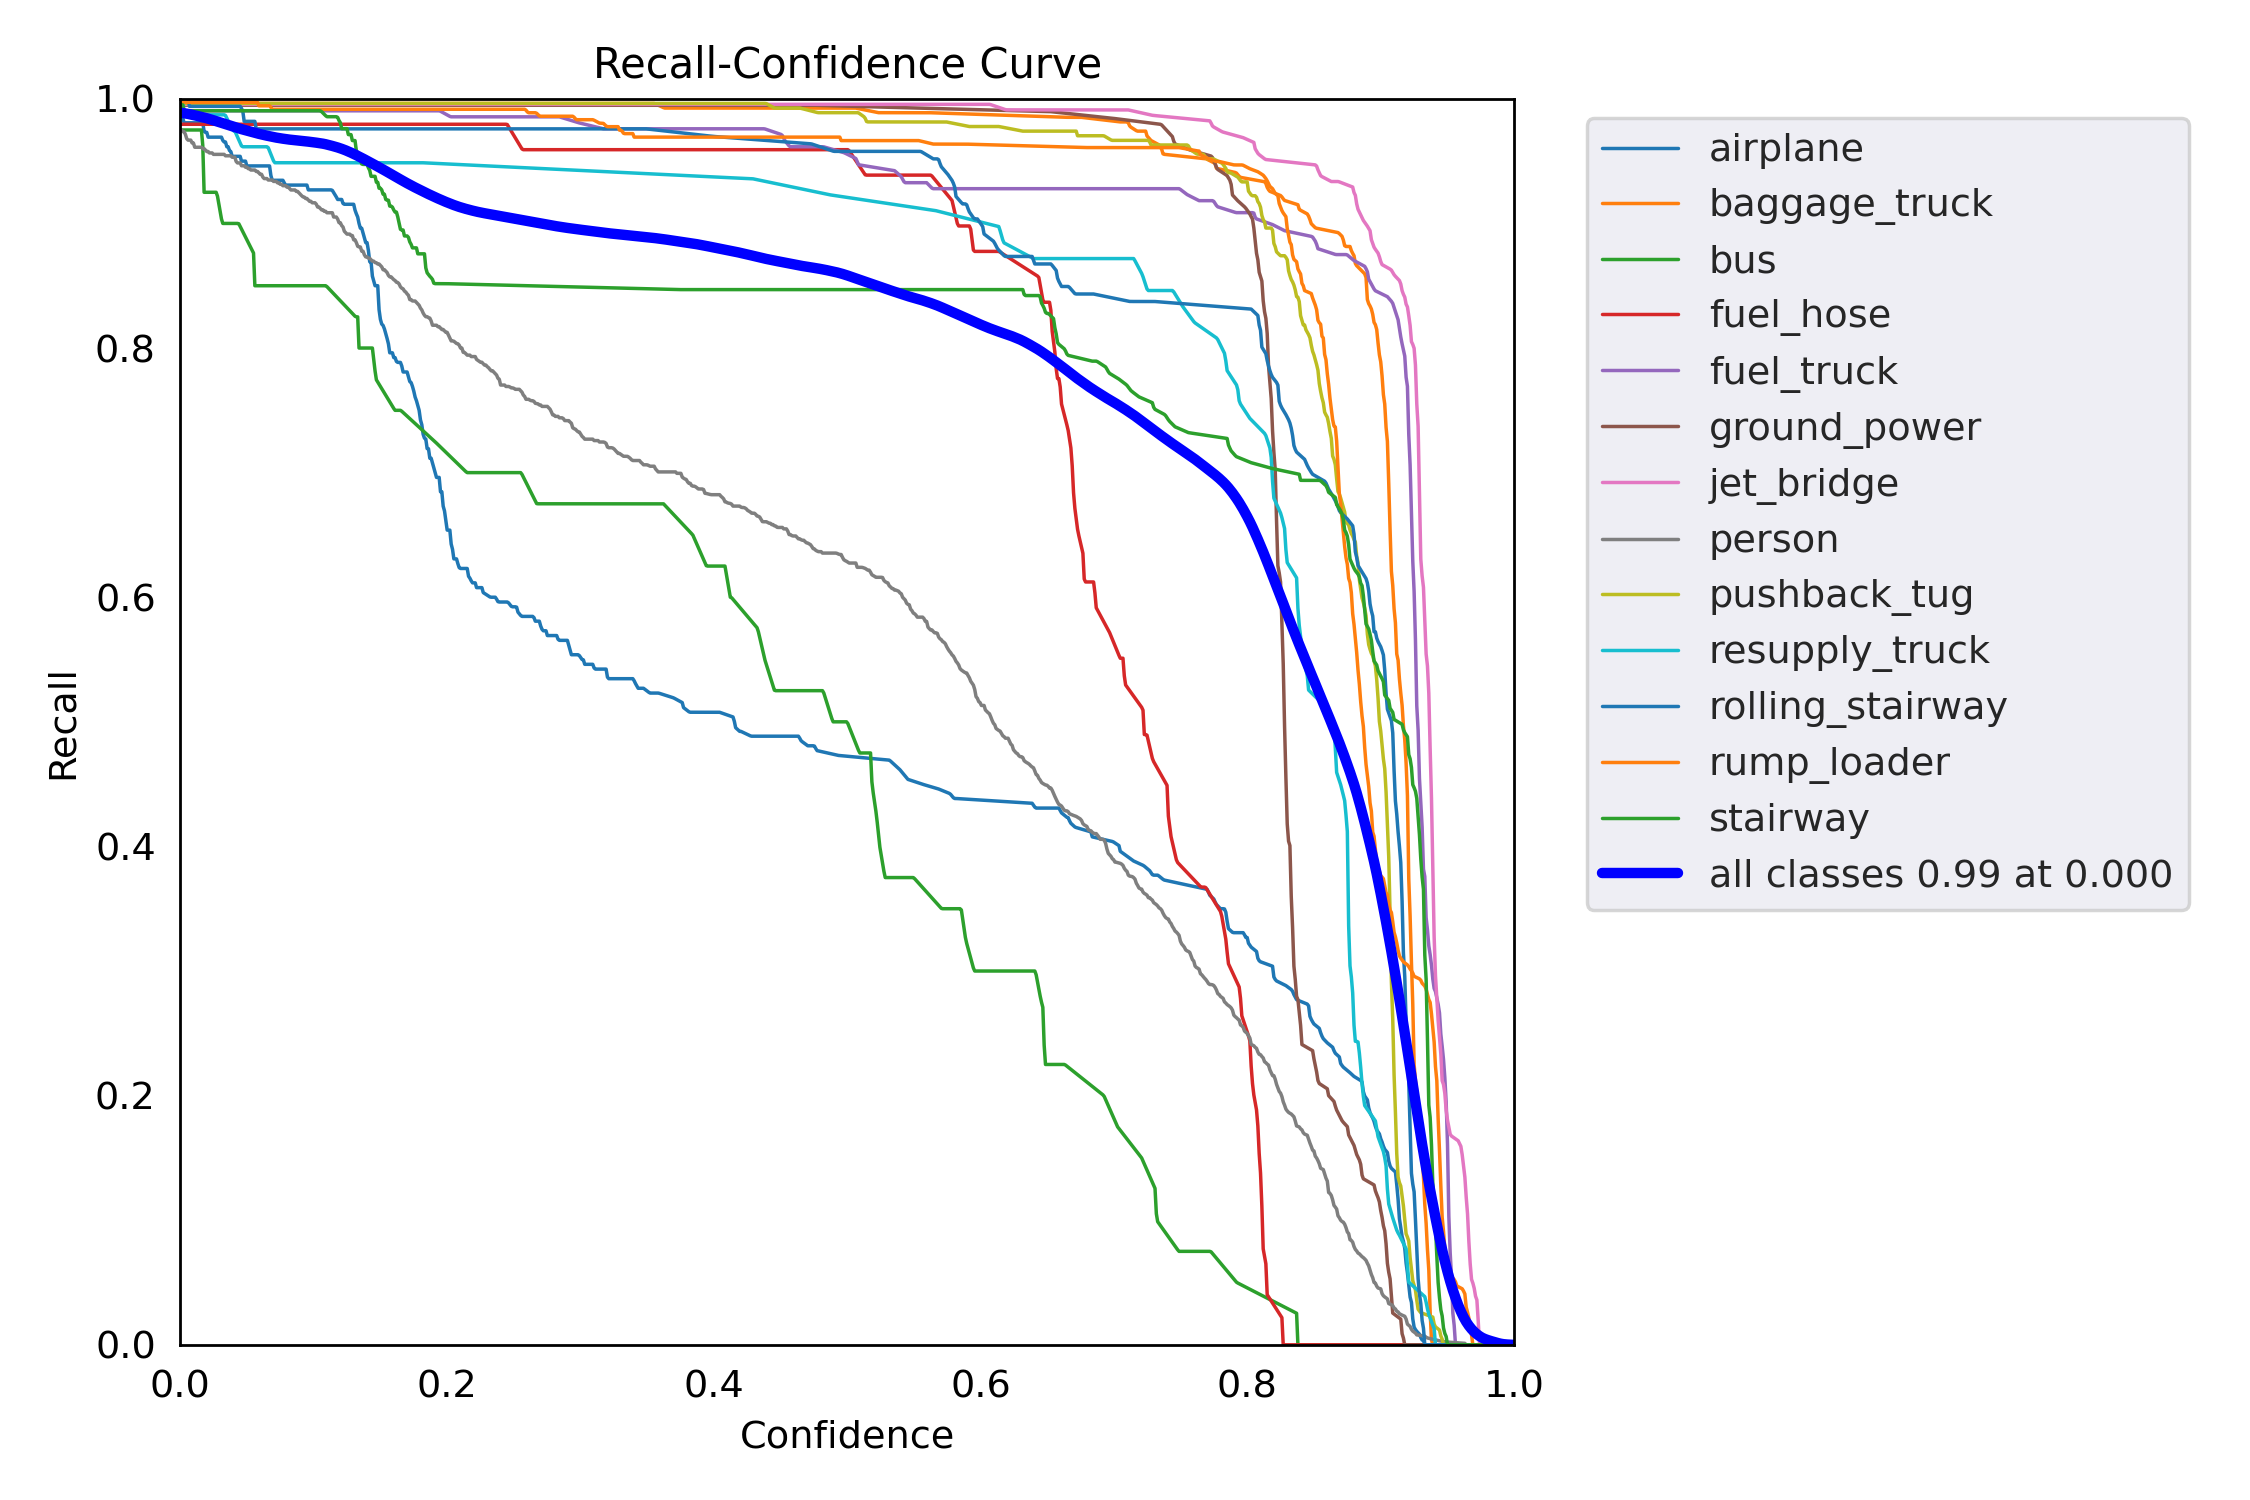 Recall-Confidence Curve
1.0
0.8
0.6
0.4
0.2
0.0
Recall
0.0 0.2 0.4 0.6 0.8 1.0
Confidence
airplane
baggage_truck
bus
fuel_hose
fuel_truck
ground_power
jet_bridge
person
pushback_tug
resupply_truck
rolling_stairway
rump_loader
stairway
all classes 0.99 at 0.000